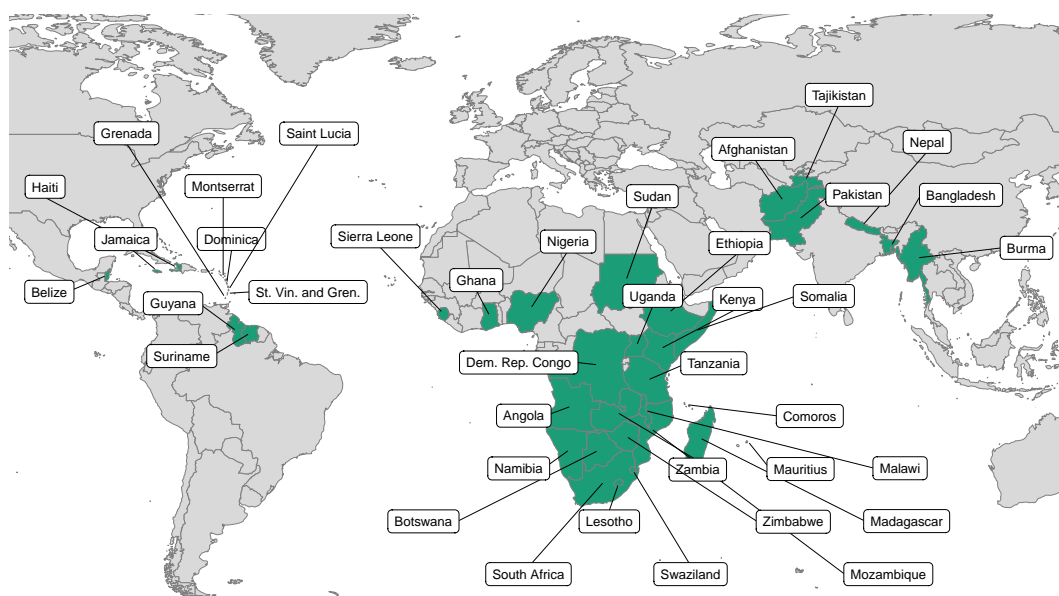 Tajikistan
Grenada
Saint Lucia
Nepal
Afghanistan
Haiti
Montserrat
Sudan
Pakistan
Bangladesh
Jamaica
Dominica
Sierra Leone
Nigeria
Ethiopia
Burma
Ghana
Belize
St. Vin. and Gren.
Guyana
Uganda
Kenya
Somalia
Suriname
Dem. Rep. Congo
Tanzania
Angola
Comoros
Namibia
Zambia
Mauritius
Malawi
Botswana
Lesotho
Zimbabwe
Madagascar
South Africa
Swaziland
Mozambique